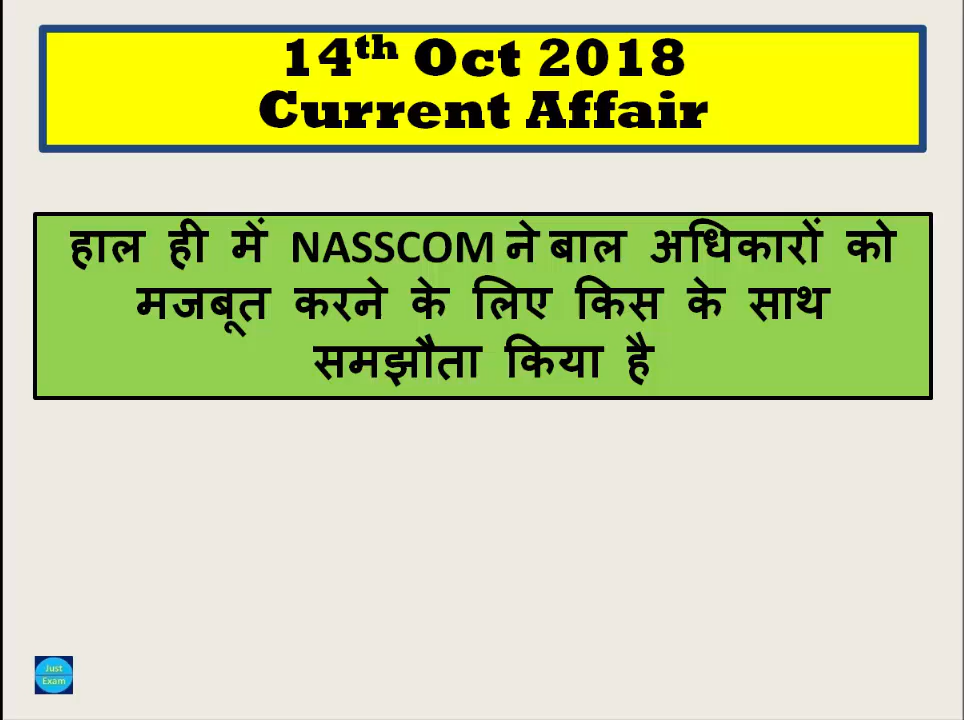 14th Oct 2018
Current Affair
हाल ही में NASSCOM ने बाल अधिकारों को
मजबूत करने के लिए किस के साथ
समझौता किया है
Just
Exam